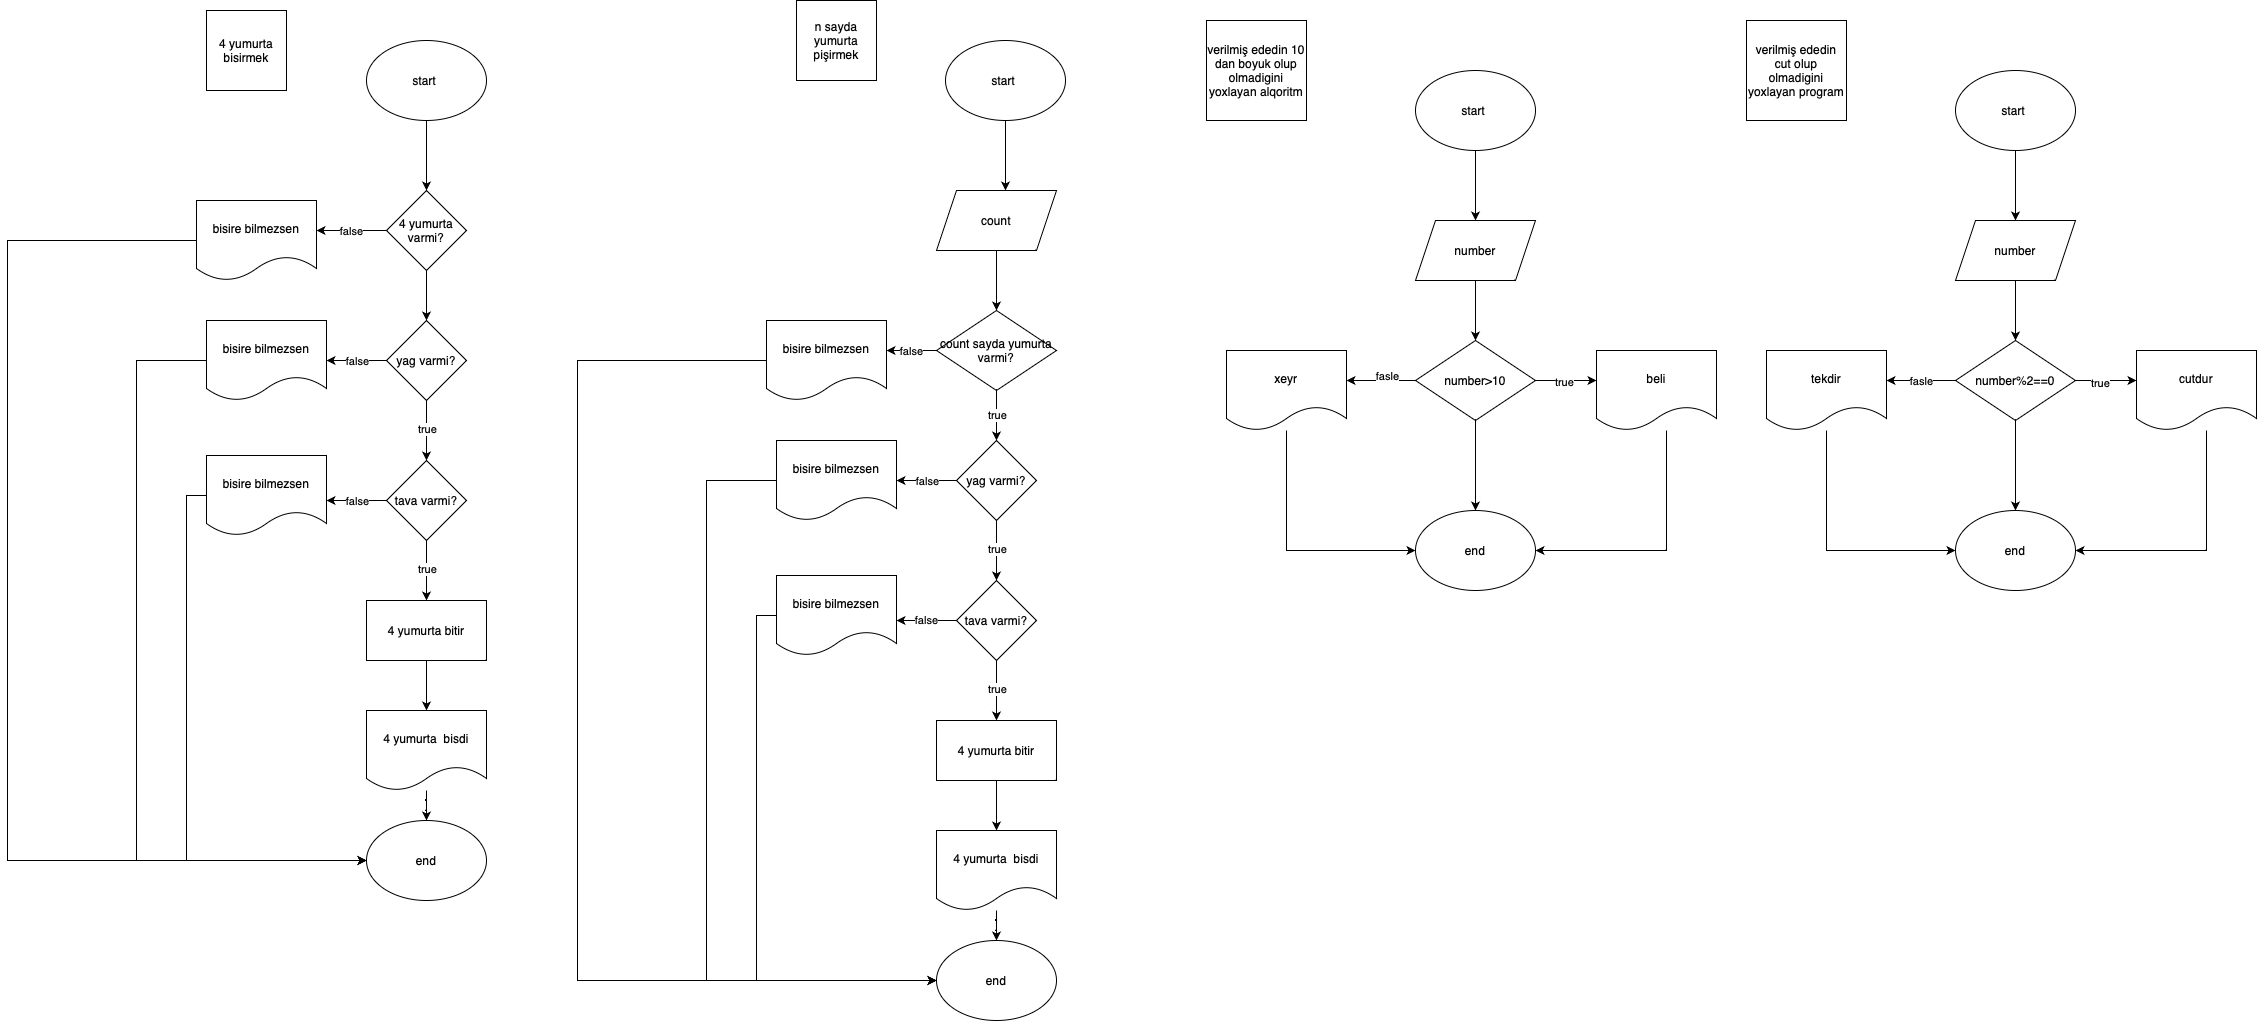 4 yumurta
bisirmek
start
4 yumurta
varmi?
false
bisire bilmezsen
yag varmi?
false
bisire bilmezsen
true
tava varmi?
false
bisire bilmezsen
true
4 yumurta bitir
4 yumurta  bisdi
end
n sayda
yumurta
pişirmek
start
count
count sayda yumurta
varmi?
false
bisire bilmezsen
true
yag varmi?
false
bisire bilmezsen
true
tava varmi?
false
bisire bilmezsen
true
4 yumurta bitir
4 yumurta  bisdi
end
verilmiş ededin 10
dan boyuk olup
olmadigini
yoxlayan alqoritm
start
number
number>10
fasle
xeyr
true
beli
end
verilmiş ededin
cut olup
olmadigini
yoxlayan program
start
number
number%2==0
fasle
tekdir
true
cutdur
end